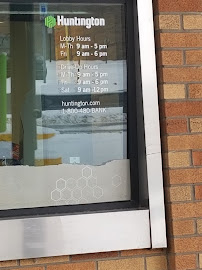 Huntington
Lobby Hours
M-Th 9 am - 5 pm
Fri 9 am - 6 pm
Drive-Up Hours
M-Th 9 am - 5 pm
Fri 9 am - 6 pm
Sat 9 am -12 pm
huntington.com
1-800-480-BANK